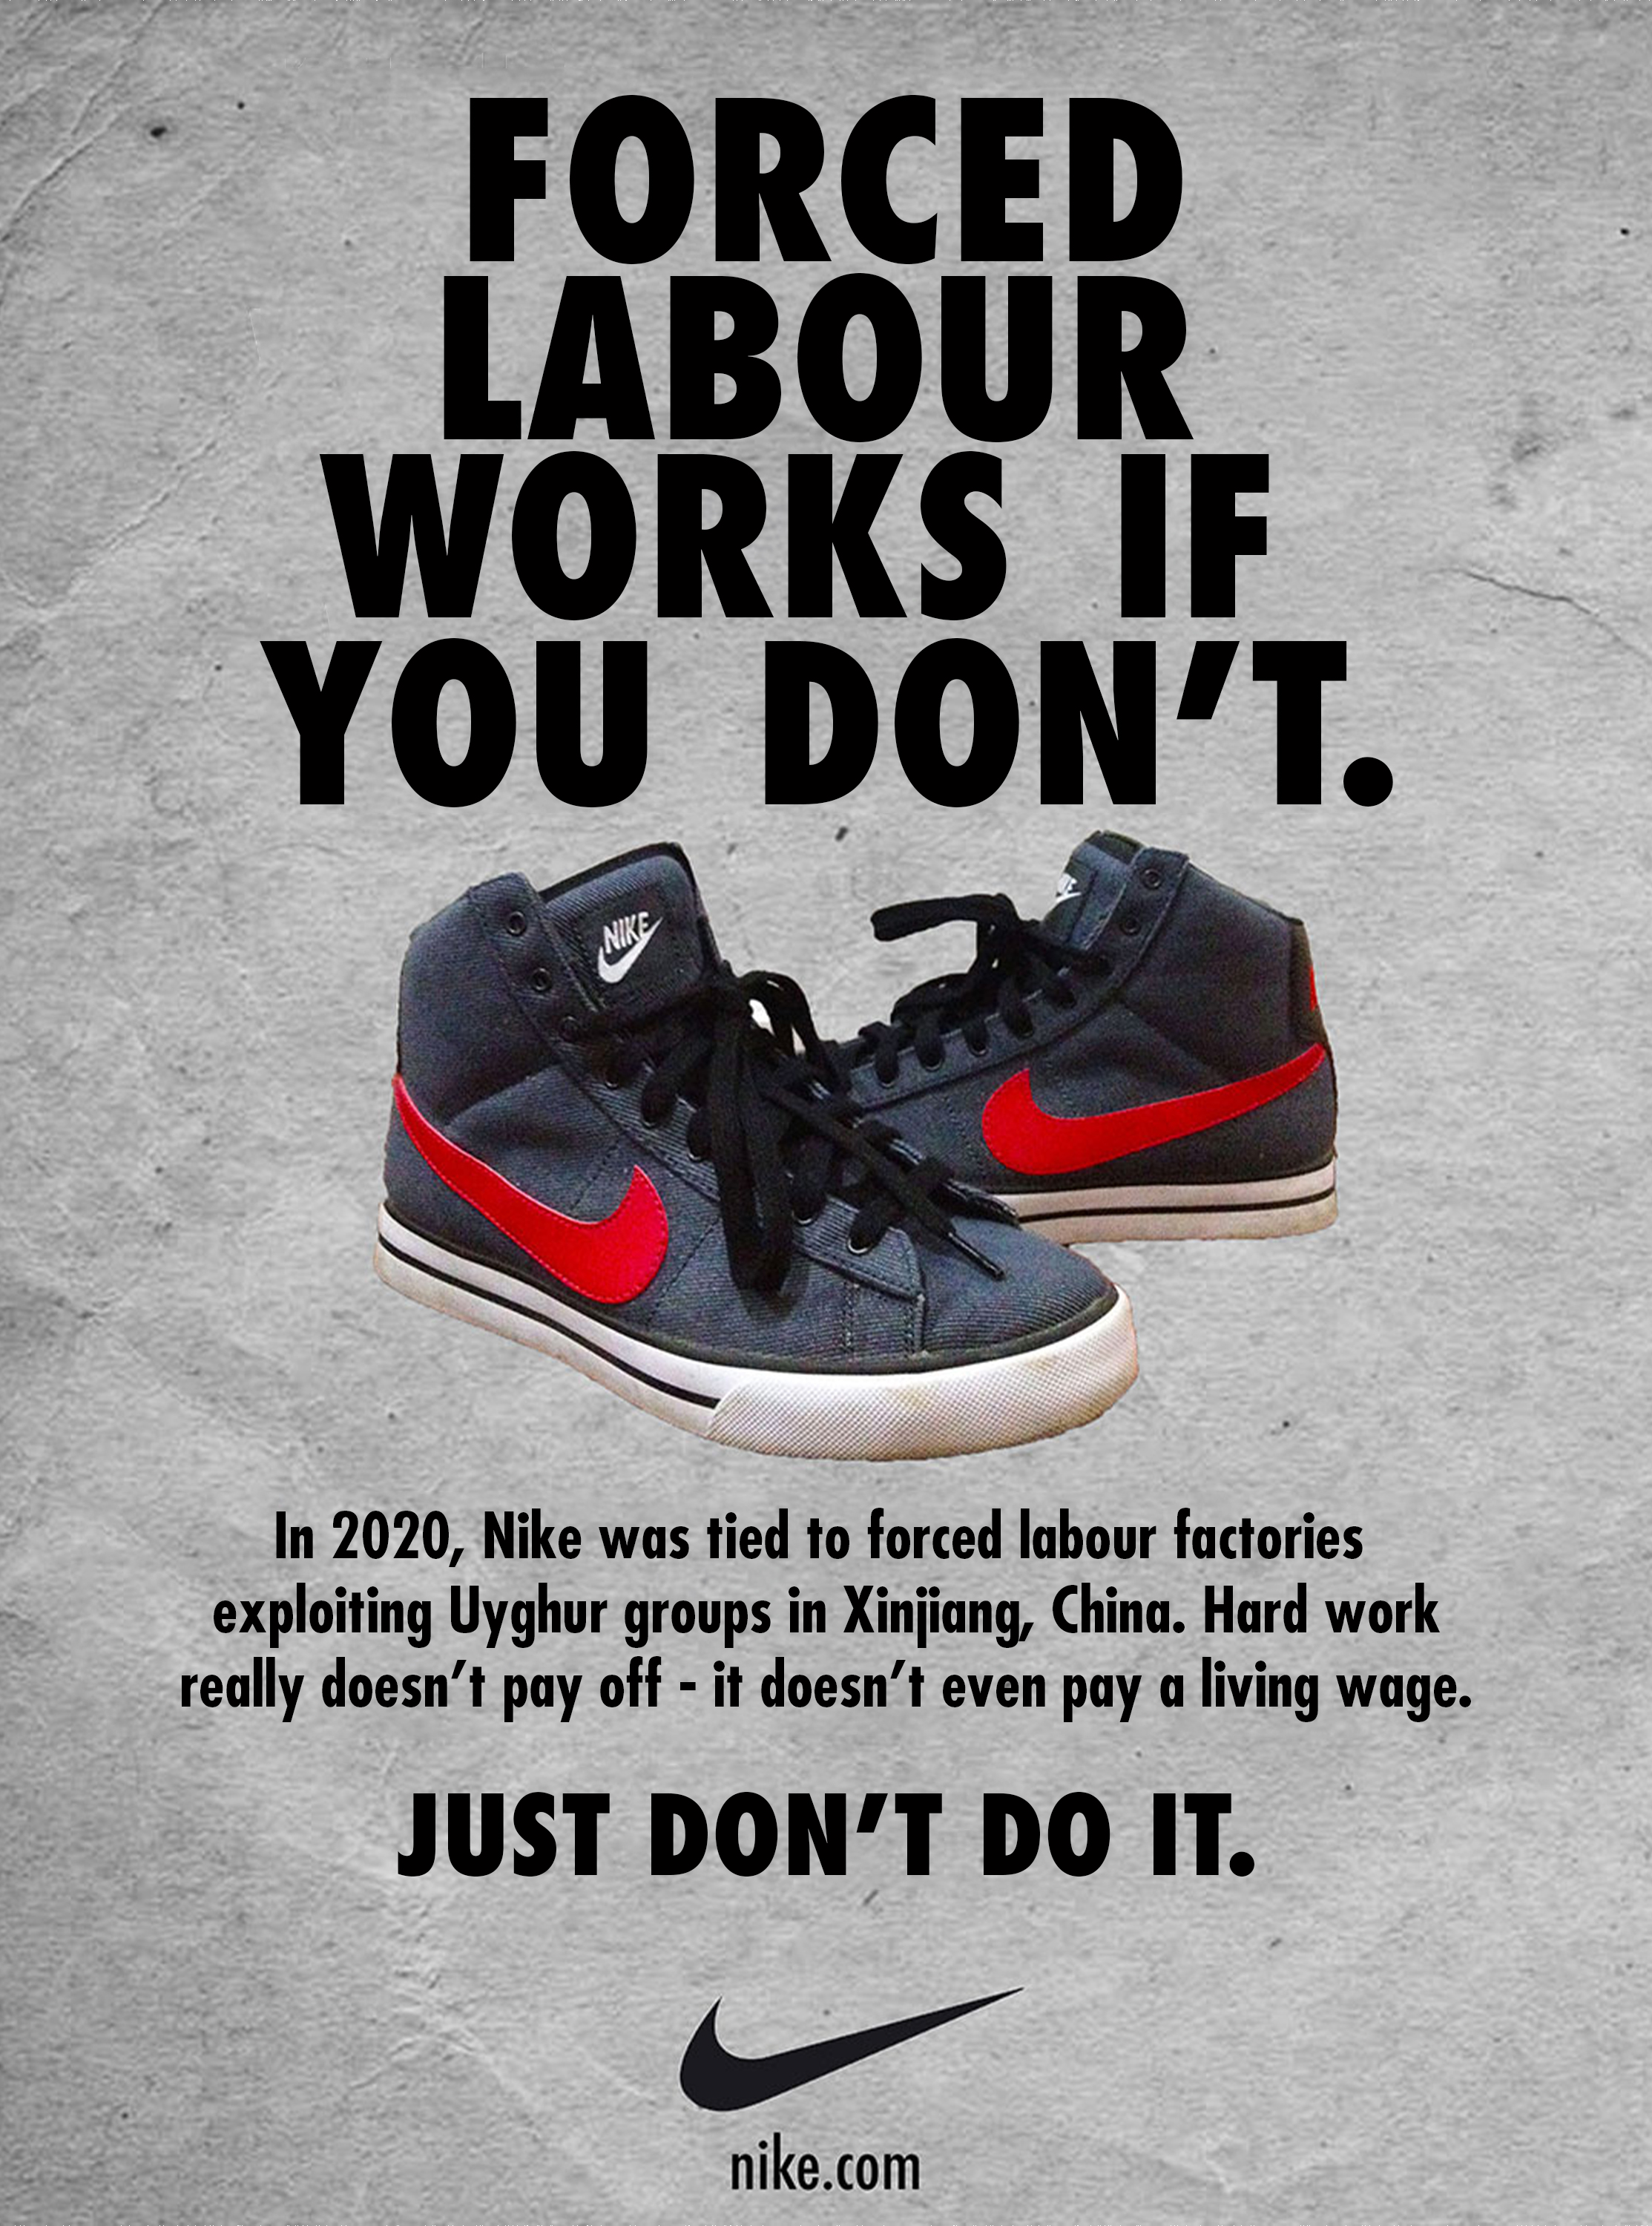 FORCED
LABOUR
WORKS IF
YOU DON’T.
NIKE
In 2020, Nike was tied to forced labour factories
exploiting Uyghur groups in Xinjiang, China. Hard work
really doesn’t pay off - it doesn’t even pay a living wage.
JUST DON’T DO IT.
nike.com